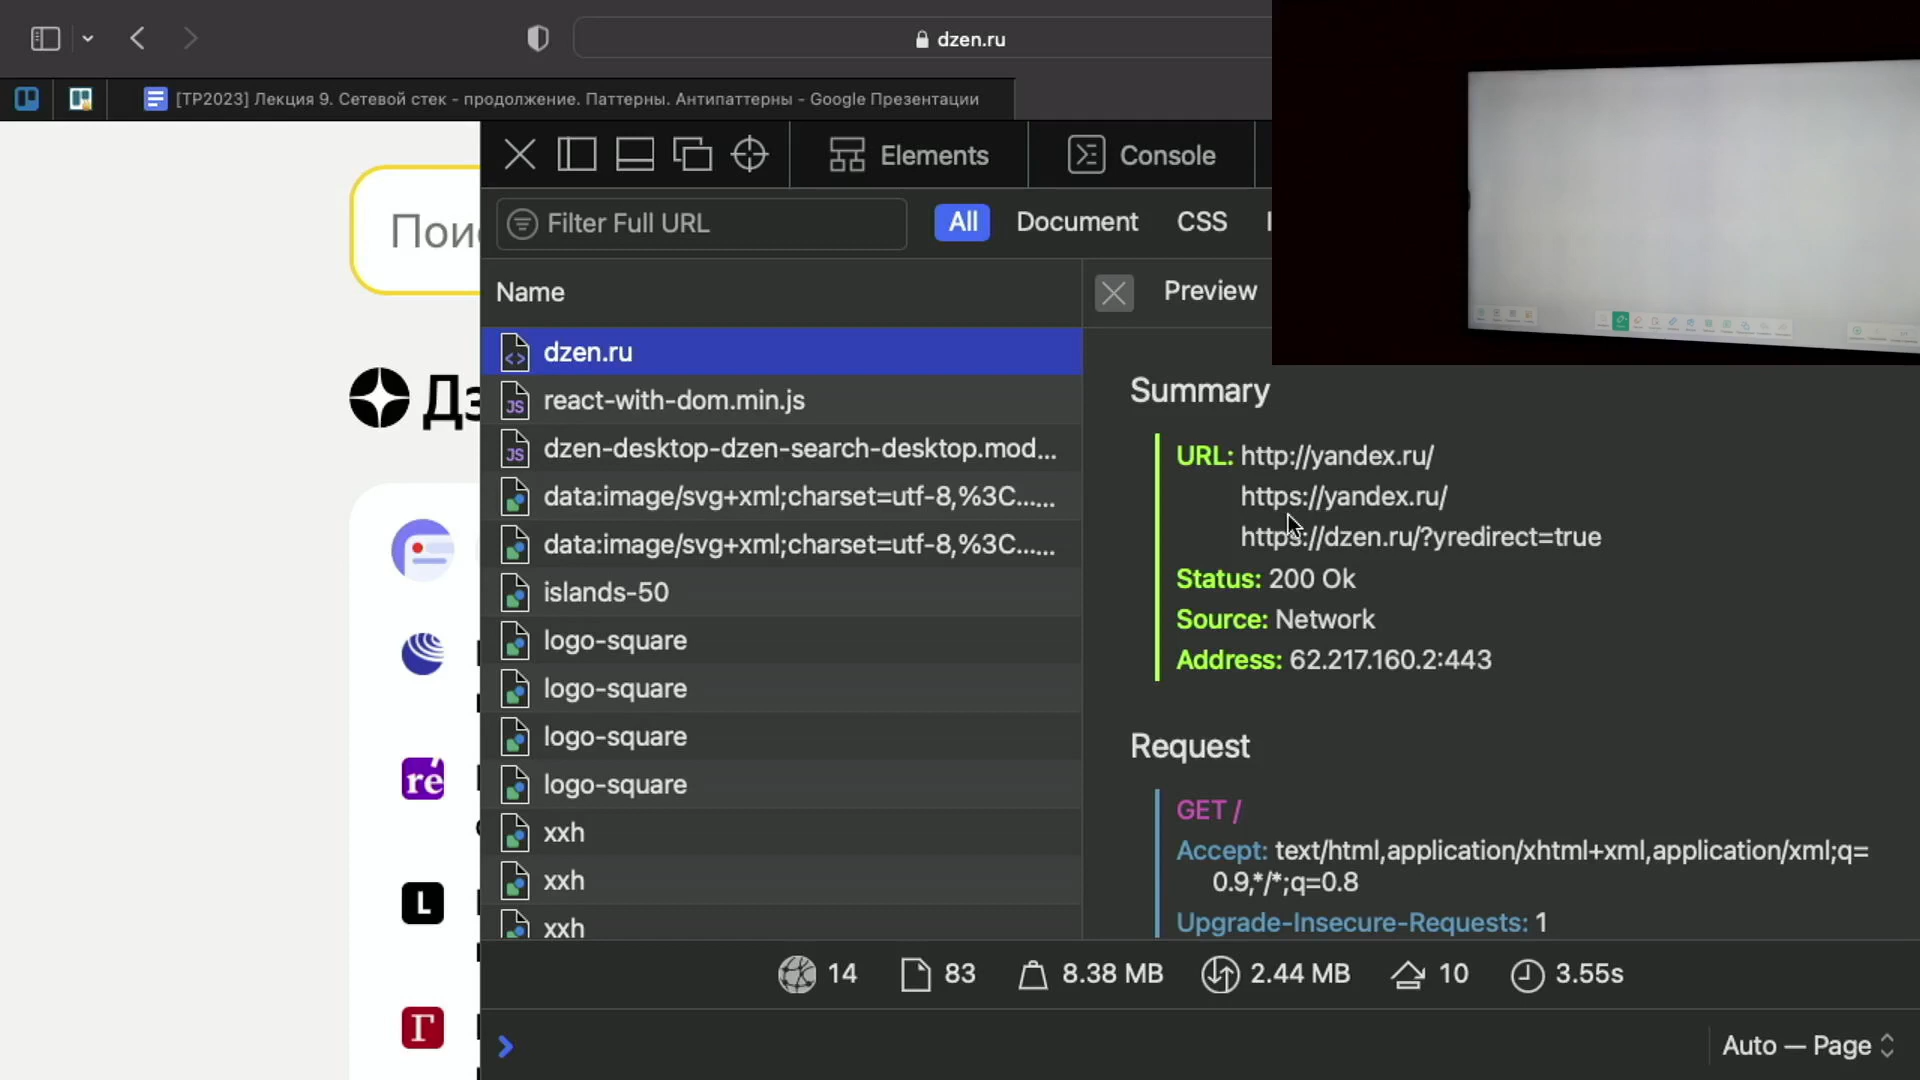 dzen.ru
[TP2023] Лекция 9. Сетевой стек - продолжение. Паттерны. Антипаттерны - Google Презентации
Elements
Console
Filter Full URL
All
Document
CSS
Name
Preview
dzen.ru
react-with-dom.min.js
dzen-desktop-dzen-search-desktop.mod...
data:image/svg+xml;charset=utf-8,%3C......
data:image/svg+xml;charset=utf-8,%3C......
islands-50
logo-square
logo-square
logo-square
logo-square
xxh
xxh
xxh
Summary
URL: http://yandex.ru/
https://yandex.ru/
https://dzen.ru/?yredirect=true
Status: 200 Ok
Source: Network
Address: 62.217.160.2:443
Request
GET /
Accept: text/html,application/xhtml+xml,application/xml;q=
0.9,*/*;q=0.8
Upgrade-Insecure-Requests: 1
14
83
8.38 MB
2.44 MB
10
3.55s
Auto — Page
Дз
ré
L
Г